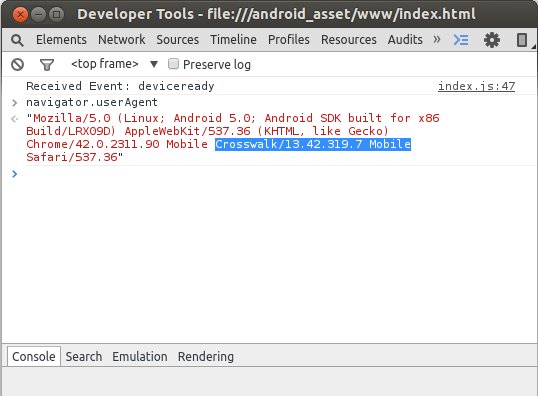 Developer Tools - file:///android_asset/www/index.html
Elements Network Sources Timeline Profiles Resources Audits »
<top frame> ▼ Preserve log
Received Event: deviceready index.js:47
> navigator.userAgent
"Mozilla/5.0 (Linux; Android 5.0; Android SDK built for x86
Build/LRX09D) AppleWebKit/537.36 (KHTML, like Gecko)
Chrome/42.0.2311.90 Mobile Crosswalk/13.42.319.7 Mobile
Safari/537.36"
>
Console Search Emulation Rendering